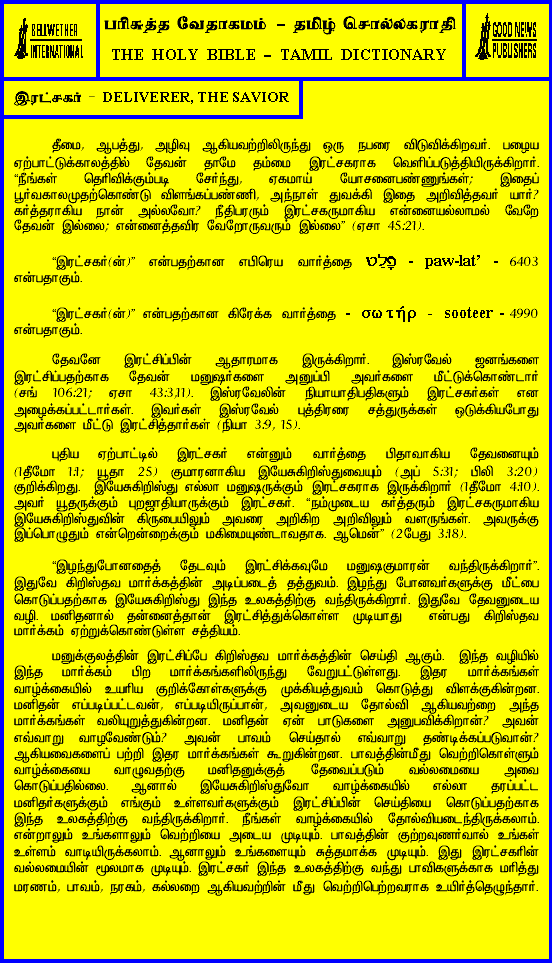 BELLWETHER
INTERNATIONAL
பரிசுத்த வேதாகமம் – தமிழ் சொல்லகராதி
THE HOLY BIBLE – TAMIL DICTIONARY
GOOD NEWS
PUBLISHERS
இரட்சகர் – DELIVERER, THE SAVIOR
தீமை, ஆபத்து, அழிவு ஆகியவற்றிலிருந்து ஒரு நபரை விடுவிக்கிறவர். பழைய
ஏற்பாட்டுக்காலத்தில் தேவன் தாமே தம்மை இரட்சகராக வெளிப்படுத்தியிருக்கிறார்.
“நீங்கள் தெரிவிக்கும்படி சேர்ந்து, ஏகமாய் யோசனைபண்ணுங்கள்; இதைப்
பூர்வகாலமுதற்கொண்டு விளங்கப்பண்ணி, அந்நாள் துவக்கி இதை அறிவித்தவர் யார்?
கர்த்தராகிய நான் அல்லவோ? நீதிபரரும் இரட்சகருமாகிய என்னையல்லாமல் வேறே
தேவன் இல்லை; என்னைத்தவிர வேறொருவரும் இல்லை” (ஏசா 45:21).
“இரட்சகர்(ன்)” என்பதற்கான எபிரெய வார்த்தை פָּלַט - paw-lat’ - 6403
என்பதாகும்.
“இரட்சகர்(ன்)” என்பதற்கான கிரேக்க வார்த்தை - σωτήρ - sooteer - 4990
என்பதாகும்.
தேவனே இரட்சிப்பின் ஆதாரமாக இருக்கிறார். இஸ்ரவேல் ஜனங்களை
இரட்சிப்பதற்காக தேவன் மனுஷர்களை அனுப்பி அவர்களை மீட்டுக்கொண்டார்
(சங் 106:21; ஏசா 43:3,11). இஸ்ரவேலின் நியாயாதிபதிகளும் இரட்சகர்கள் என
அழைக்கப்பட்டார்கள். இவர்கள் இஸ்ரவேல் புத்திரரை சத்துருக்கள் ஒடுக்கியபோது
அவர்களை மீட்டு இரட்சித்தார்கள் (நியா 3:9, 15).
புதிய ஏற்பாட்டில் இரட்சகர் என்னும் வார்த்தை பிதாவாகிய தேவனையும்
(1தீமோ 1:1; யூதா 25) குமாரனாகிய இயேசுகிறிஸ்துவையும் (அப் 5:31; பிலி 3:20)
குறிக்கிறது. இயேசுகிறிஸ்து எல்லா மனுஷருக்கும் இரட்சகராக இருக்கிறார் (1தீமோ 4:10).
அவர் யூதருக்கும் புறஜாதியாருக்கும் இரட்சகர். “நம்முடைய கர்த்தரும் இரட்சகருமாகிய
இயேசுகிறிஸ்துவின் கிருபையிலும் அவரை அறிகிற அறிவிலும் வளருங்கள். அவருக்கு
இப்பொழுதும் என்றென்றைக்கும் மகிமையுண்டாவதாக. ஆமென்” (2பேது 3:18).
“இழந்துபோனதைத் தேடவும் இரட்சிக்கவுமே மனுஷகுமாரன் வந்திருக்கிறார்”.
இதுவே கிறிஸ்தவ மார்க்கத்தின் அடிப்படைத் தத்துவம். இழந்து போனவர்களுக்கு மீட்பை
கொடுப்பதற்காக இயேசுகிறிஸ்து இந்த உலகத்திற்கு வந்திருக்கிறார். இதுவே தேவனுடைய
வழி. மனிதனால் தன்னைத்தான் இரட்சித்துக்கொள்ள முடியாது என்பது கிறிஸ்தவ
மார்க்கம் ஏற்றுக்கொண்டுள்ள சத்தியம்.
மனுக்குலத்தின் இரட்சிப்பே கிறிஸ்தவ மார்க்கத்தின் செய்தி ஆகும். இந்த வழியில்
இந்த மார்க்கம் பிற மார்க்கங்களிலிருந்து வேறுபட்டுள்ளது. இதர மார்க்கங்கள்
வாழ்க்கையில் உயரிய குறிக்கோள்களுக்கு முக்கியத்துவம் கொடுத்து விளக்குகின்றன.
மனிதன் எப்படிப்பட்டவன், எப்படியிருப்பான், அவனுடைய தோல்வி ஆகியவற்றை அந்த
மார்க்கங்கள் வலியுறுத்துகின்றன. மனிதன் ஏன் பாடுகளை அனுபவிக்கிறான்? அவன்
எவ்வாறு வாழவேண்டும்? அவன் பாவம் செய்தால் எவ்வாறு தண்டிக்கப்படுவான்?
ஆகியவைகளைப் பற்றி இதர மார்க்கங்கள் கூறுகின்றன. பாவத்தின்மீது வெற்றிகொள்ளும்
வாழ்க்கையை வாழுவதற்கு மனிதனுக்குத் தேவைப்படும் வல்லமையை அவை
கொடுப்பதில்லை. ஆனால் இயேசுகிறிஸ்துவோ வாழ்க்கையில் எல்லா தரப்பட்ட
மனிதர்களுக்கும் எங்கும் உள்ளவர்களுக்கும் இரட்சிப்பின் செய்தியை கொடுப்பதற்காக
இந்த உலகத்திற்கு வந்திருக்கிறார். நீங்கள் வாழ்க்கையில் தோல்வியடைந்திருக்கலாம்.
என்றாலும் உங்களாலும் வெற்றியை அடைய முடியும். பாவத்தின் குற்றவுணர்வால் உங்கள்
உள்ளம் வாடியிருக்கலாம். ஆனாலும் உங்களையும் சுத்தமாக்க முடியும். இது இரட்சகரின்
வல்லமையின் மூலமாக முடியும். இரட்சகர் இந்த உலகத்திற்கு வந்து பாவிகளுக்காக மரித்து
மரணம், பாவம், நரகம், கல்லறை ஆகியவற்றின் மீது வெற்றிபெற்றவராக உயிர்த்தெழுந்தார்.